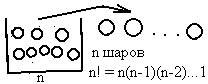 . . .
n шаров
n
n! = n(n-1)(n-2)...1